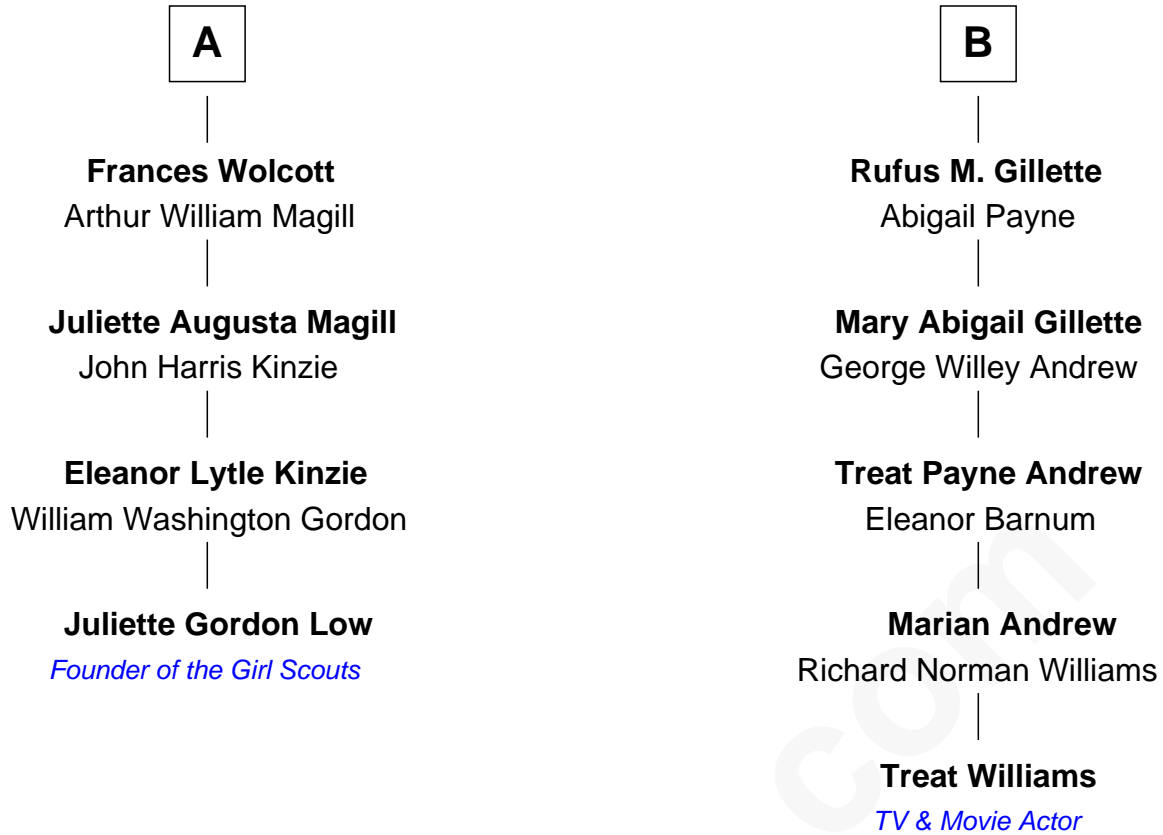 A
Frances Wolcott
Arthur William Magill
Juliette Augusta Magill
John Harris Kinzie
Eleanor Lytle Kinzie
William Washington Gordon
Juliette Gordon Low
Founder of the Girl Scouts
B
Rufus M. Gillette
Abigail Payne
Mary Abigail Gillette
George Willey Andrew
Treat Payne Andrew
Eleanor Barnum
Marian Andrew
Richard Norman Williams
Treat Williams
TV & Movie Actor
com